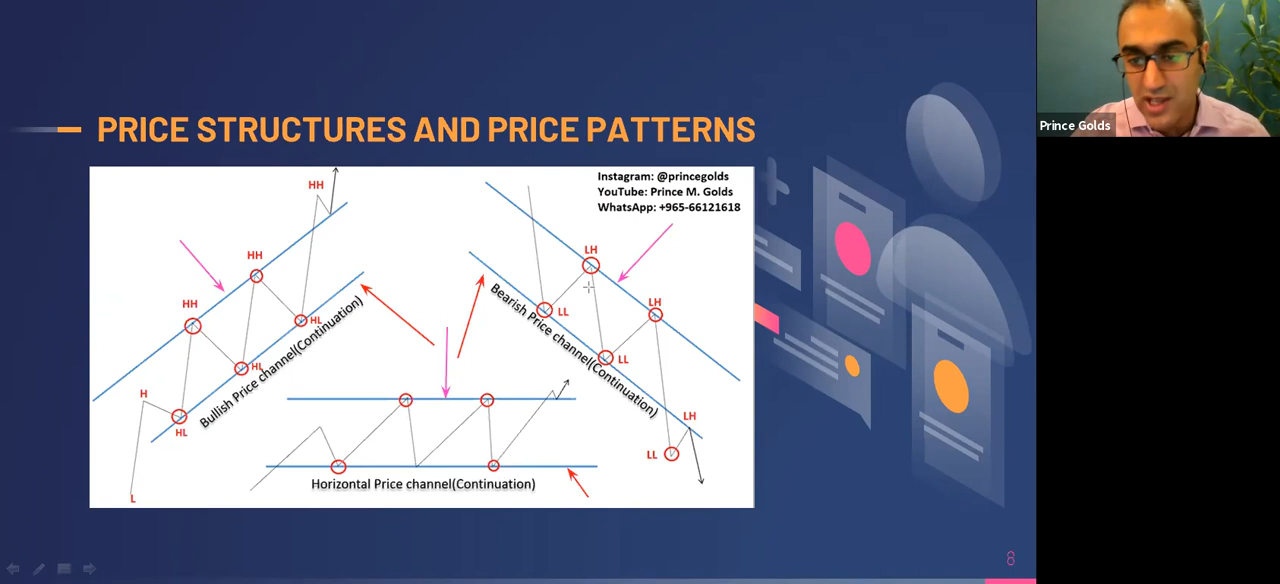 PRICE STRUCTURES AND PRICE PATTERNS
Instagram: @princegolds
YouTube: Prince M. Golds
WhatsApp: +965-66121618
HH
HH
HH
H
HL
HL
HL
L
Bullish Price channel(Continuation)
LH
LH
LH
LL
LL
LL
Bearish Price channel(Continuation)
Horizontal Price channel(Continuation)
8
Prince Golds